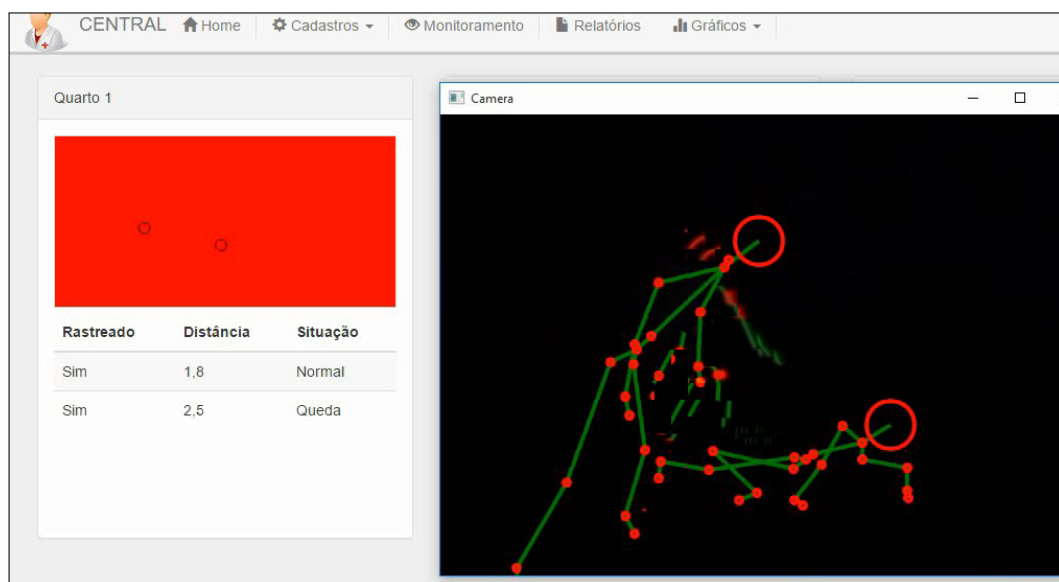 CENTRAL Home Cadastros Monitoramento Relatórios Gráficos
Quarto 1
Camera
Rastreado Distância Situação
Sim 1,8 Normal
Sim 2,5 Queda